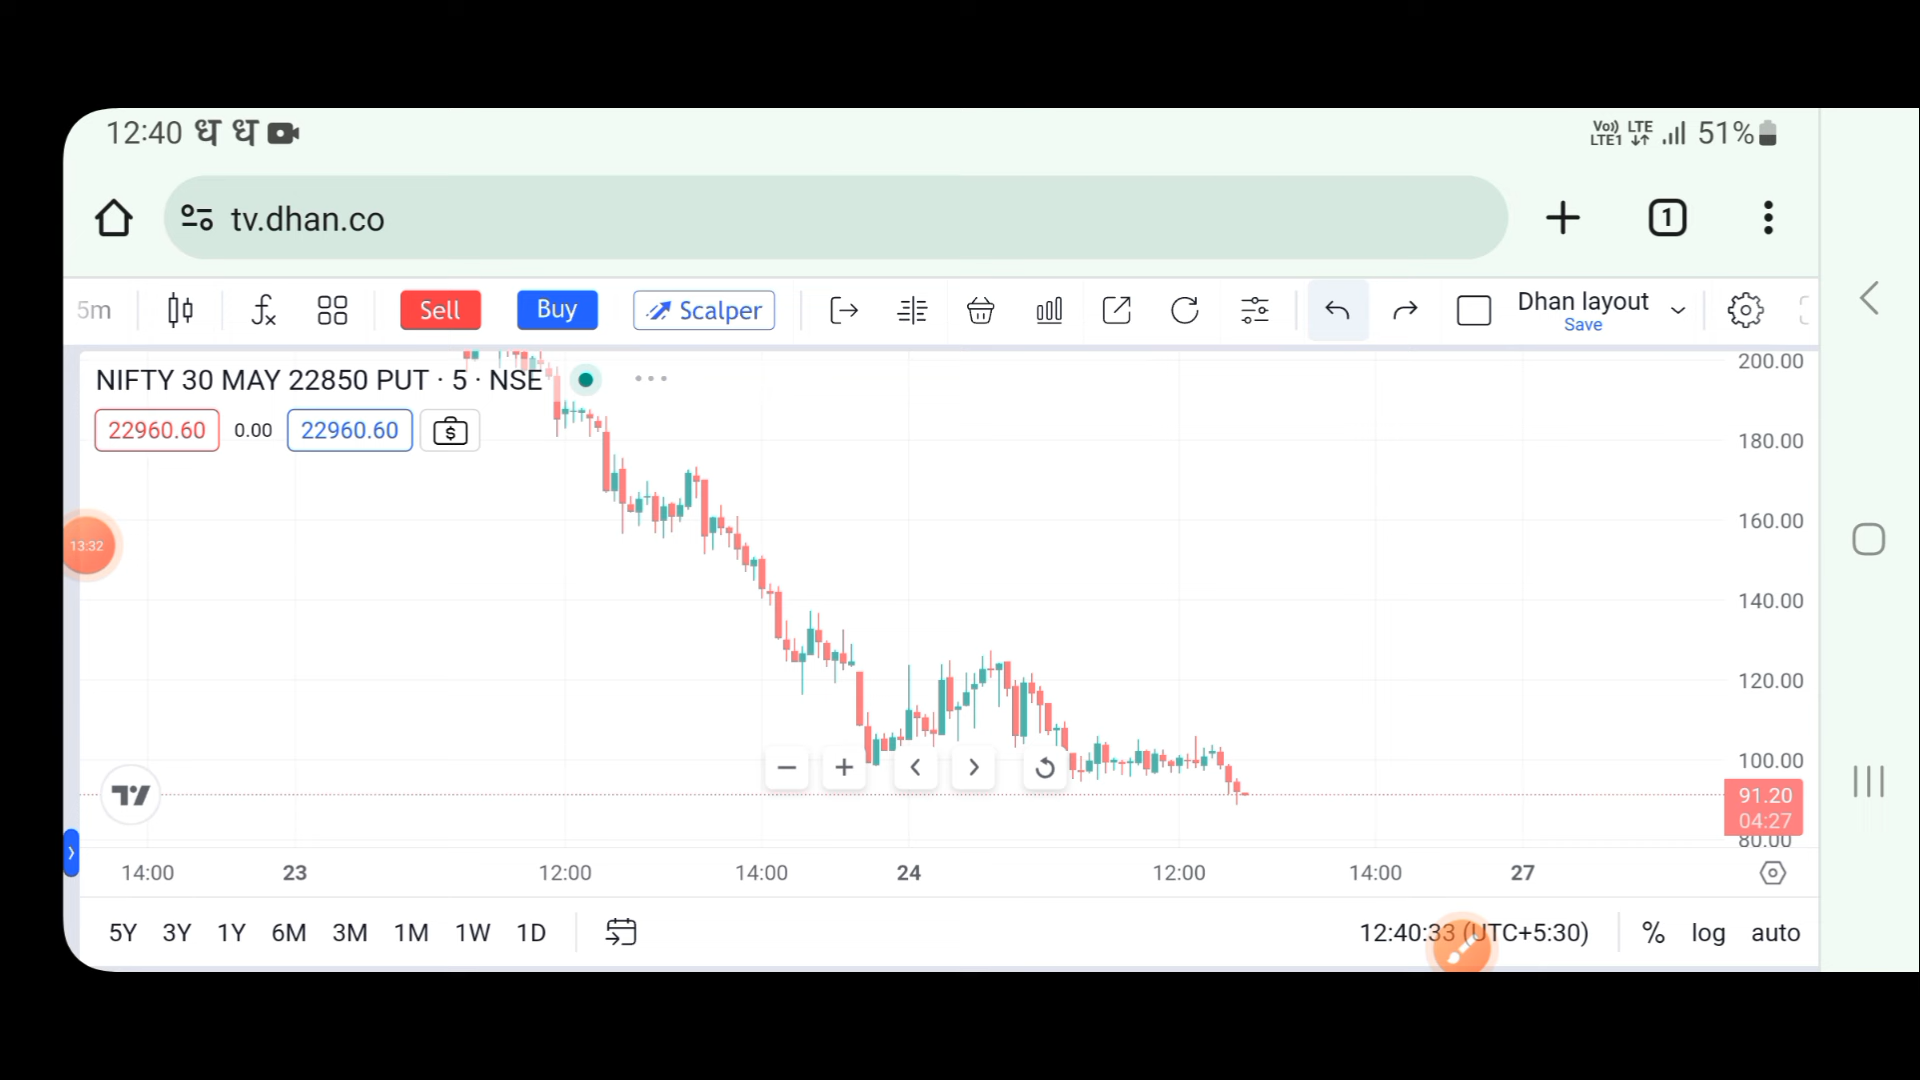 12:40 ध ध
Vo)) LTE
LTE1
51%
tv.dhan.co
1
5m
Sell
Buy
Scalper
Dhan layout
Save
NIFTY 30 MAY 22850 PUT · 5 · NSE
22960.60
0.00
22960.60
200.00
180.00
160.00
140.00
120.00
100.00
91.20
04:27
80.00
13:32
14:00
23
12:00
14:00
24
12:00
14:00
27
5Y 3Y 1Y 6M 3M 1M 1W 1D
12:40:33 (UTC+5:30)
% log auto